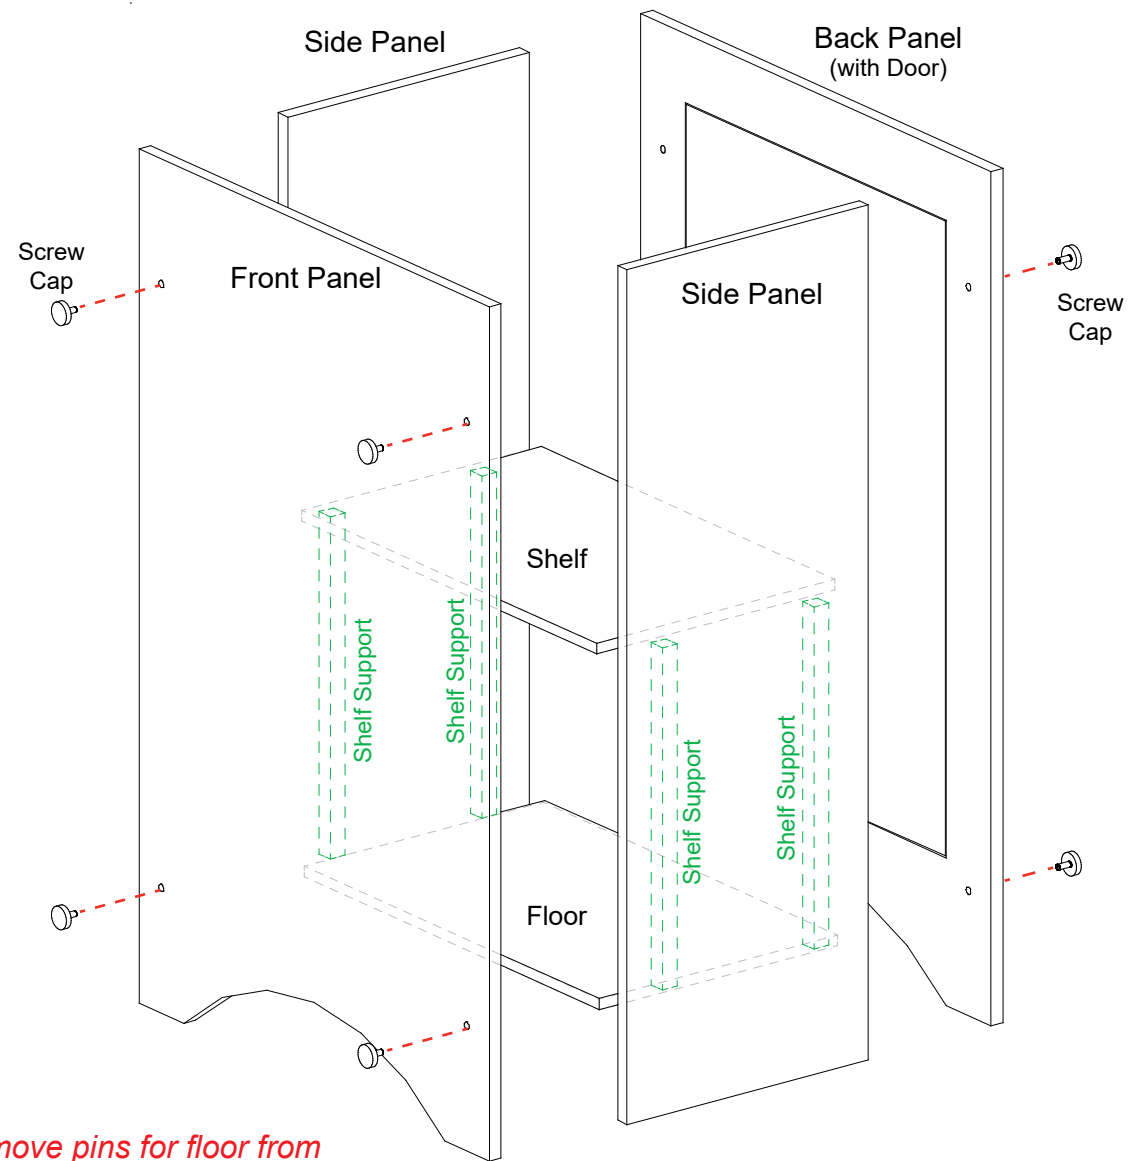 Side Panel
Back Panel
(with Door)
Screw
Cap
Front Panel
Side Panel
Screw
Cap
Shelf
Shelf Support
Shelf Support
Shelf Support
Shelf Support
Floor
pins for floor from